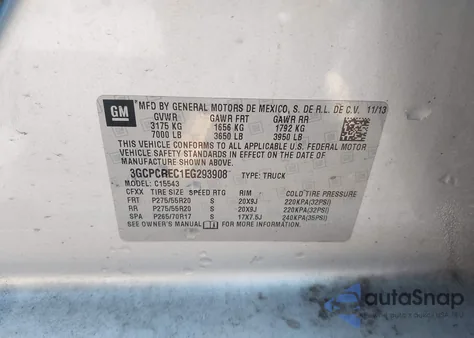 GM
MFD BY GENERAL MOTORS DE MEXICO, S. DE R.L. DE C.V. 11/13
GVWR GAWR FRT GAWR RR
3175 KG 1656 KG 1792 KG
7000 LB 3650 LB 3950 LB
THIS VEHICLE CONFORMS TO ALL APPLICABLE U.S. FEDERAL MOTOR
VEHICLE SAFETY STANDARDS IN EFFECT ON THE DATE OF
MANUFACTURE SHOWN ABOVE.
3GCPCREC1EG293908 TYPE: TRUCK
MODEL: C15543
CFXX TIRE SIZE SPEED RTG RIM COLD TIRE PRESSURE
FRT P275/55R20 S 20X9J 220KPA(32PSI)
RR P275/55R20 S 20X9J 220KPA(32PSI)
SPA P265/70R17 S 17X7.5J 240KPA(35PSI)
SEE OWNER'S MANUAL FOR MORE INFORMATION.
autoSnap